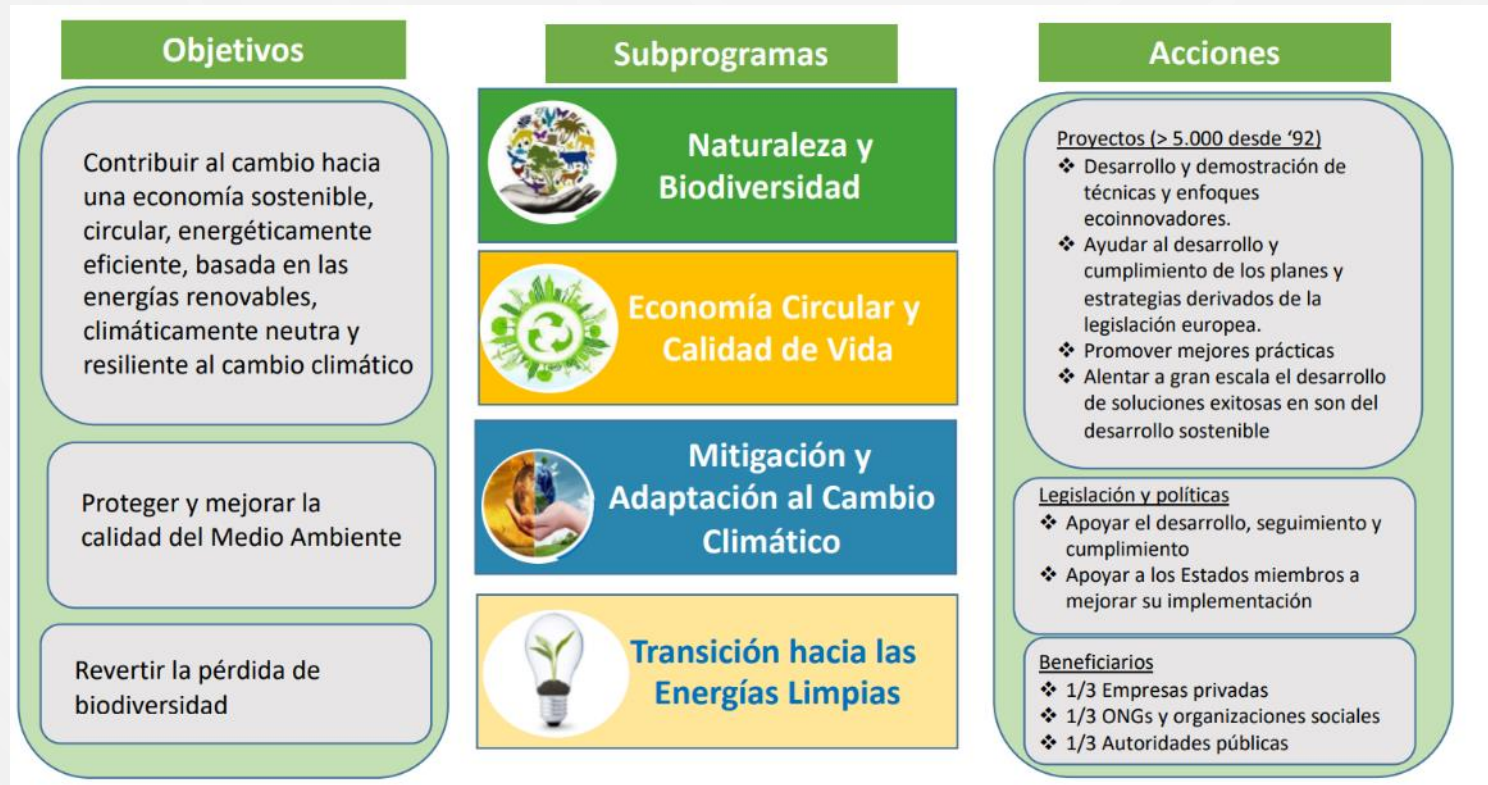 Objetivos
Contribuir al cambio hacia
una economía sostenible,
circular, energéticamente
eficiente, basada en las
energías renovables,
climáticamente neutra y
resiliente al cambio climático
Proteger y mejorar la
calidad del Medio Ambiente
Revertir la pérdida de
biodiversidad
Subprogramas
Naturaleza y
Biodiversidad
Economía Circular y
Calidad de Vida
Mitigación y
Adaptación al Cambio
Climático
Transición hacia las
Energías Limpias
Acciones
Proyectos (> 5.000 desde ‘92)
❖ Desarrollo y demostración de
técnicas y enfoques
ecoinnovadores.
❖ Ayudar al desarrollo y
cumplimiento de los planes y
estrategias derivados de la
legislación europea.
❖ Promover mejores prácticas
❖ Alentar a gran escala el desarrollo
de soluciones exitosas en son del
desarrollo sostenible
Legislación y políticas
❖ Apoyar el desarrollo, seguimiento y
cumplimiento
❖ Apoyar a los Estados miembros a
mejorar su implementación
Beneficiarios
❖ 1/3 Empresas privadas
❖ 1/3 ONGs y organizaciones sociales
❖ 1/3 Autoridades públicas